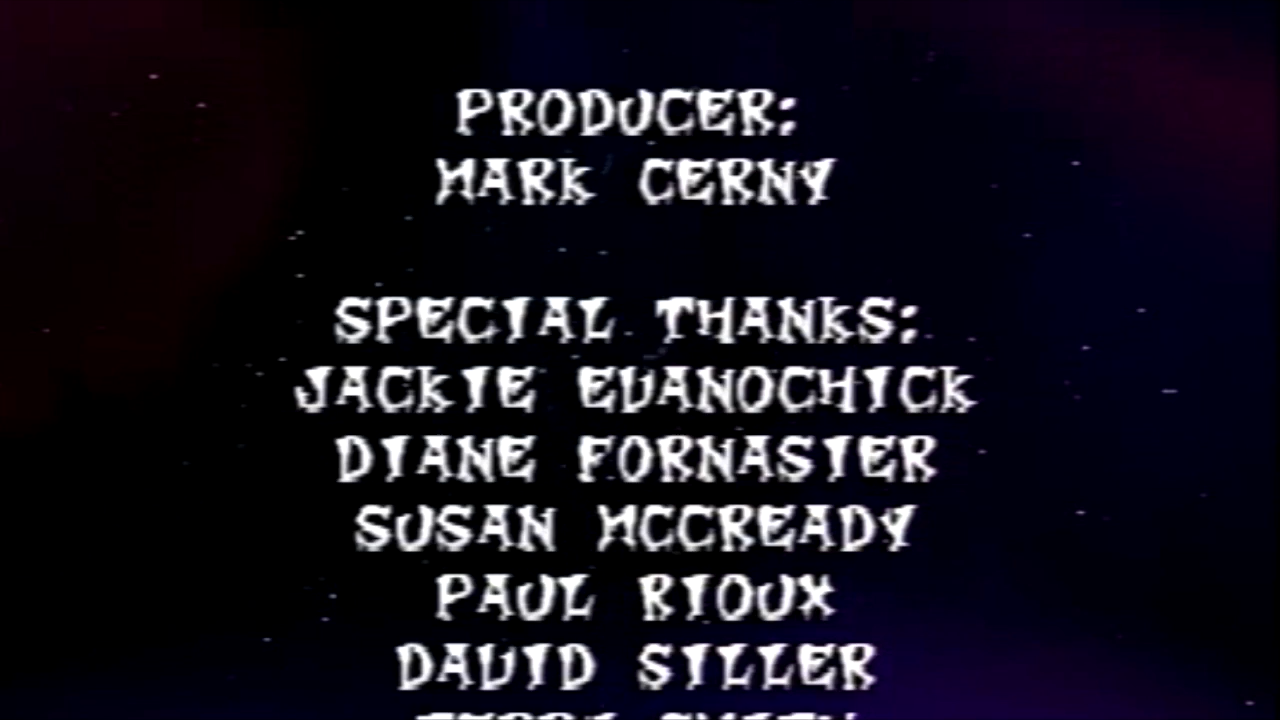 PRODUCER:
MARK CERNY
SPECIAL THANKS:
JACKIE EVANOCHICK
DIANE FORNASIER
SUSAN MCCREADY
PAUL RIOUX
DAVID SILLER